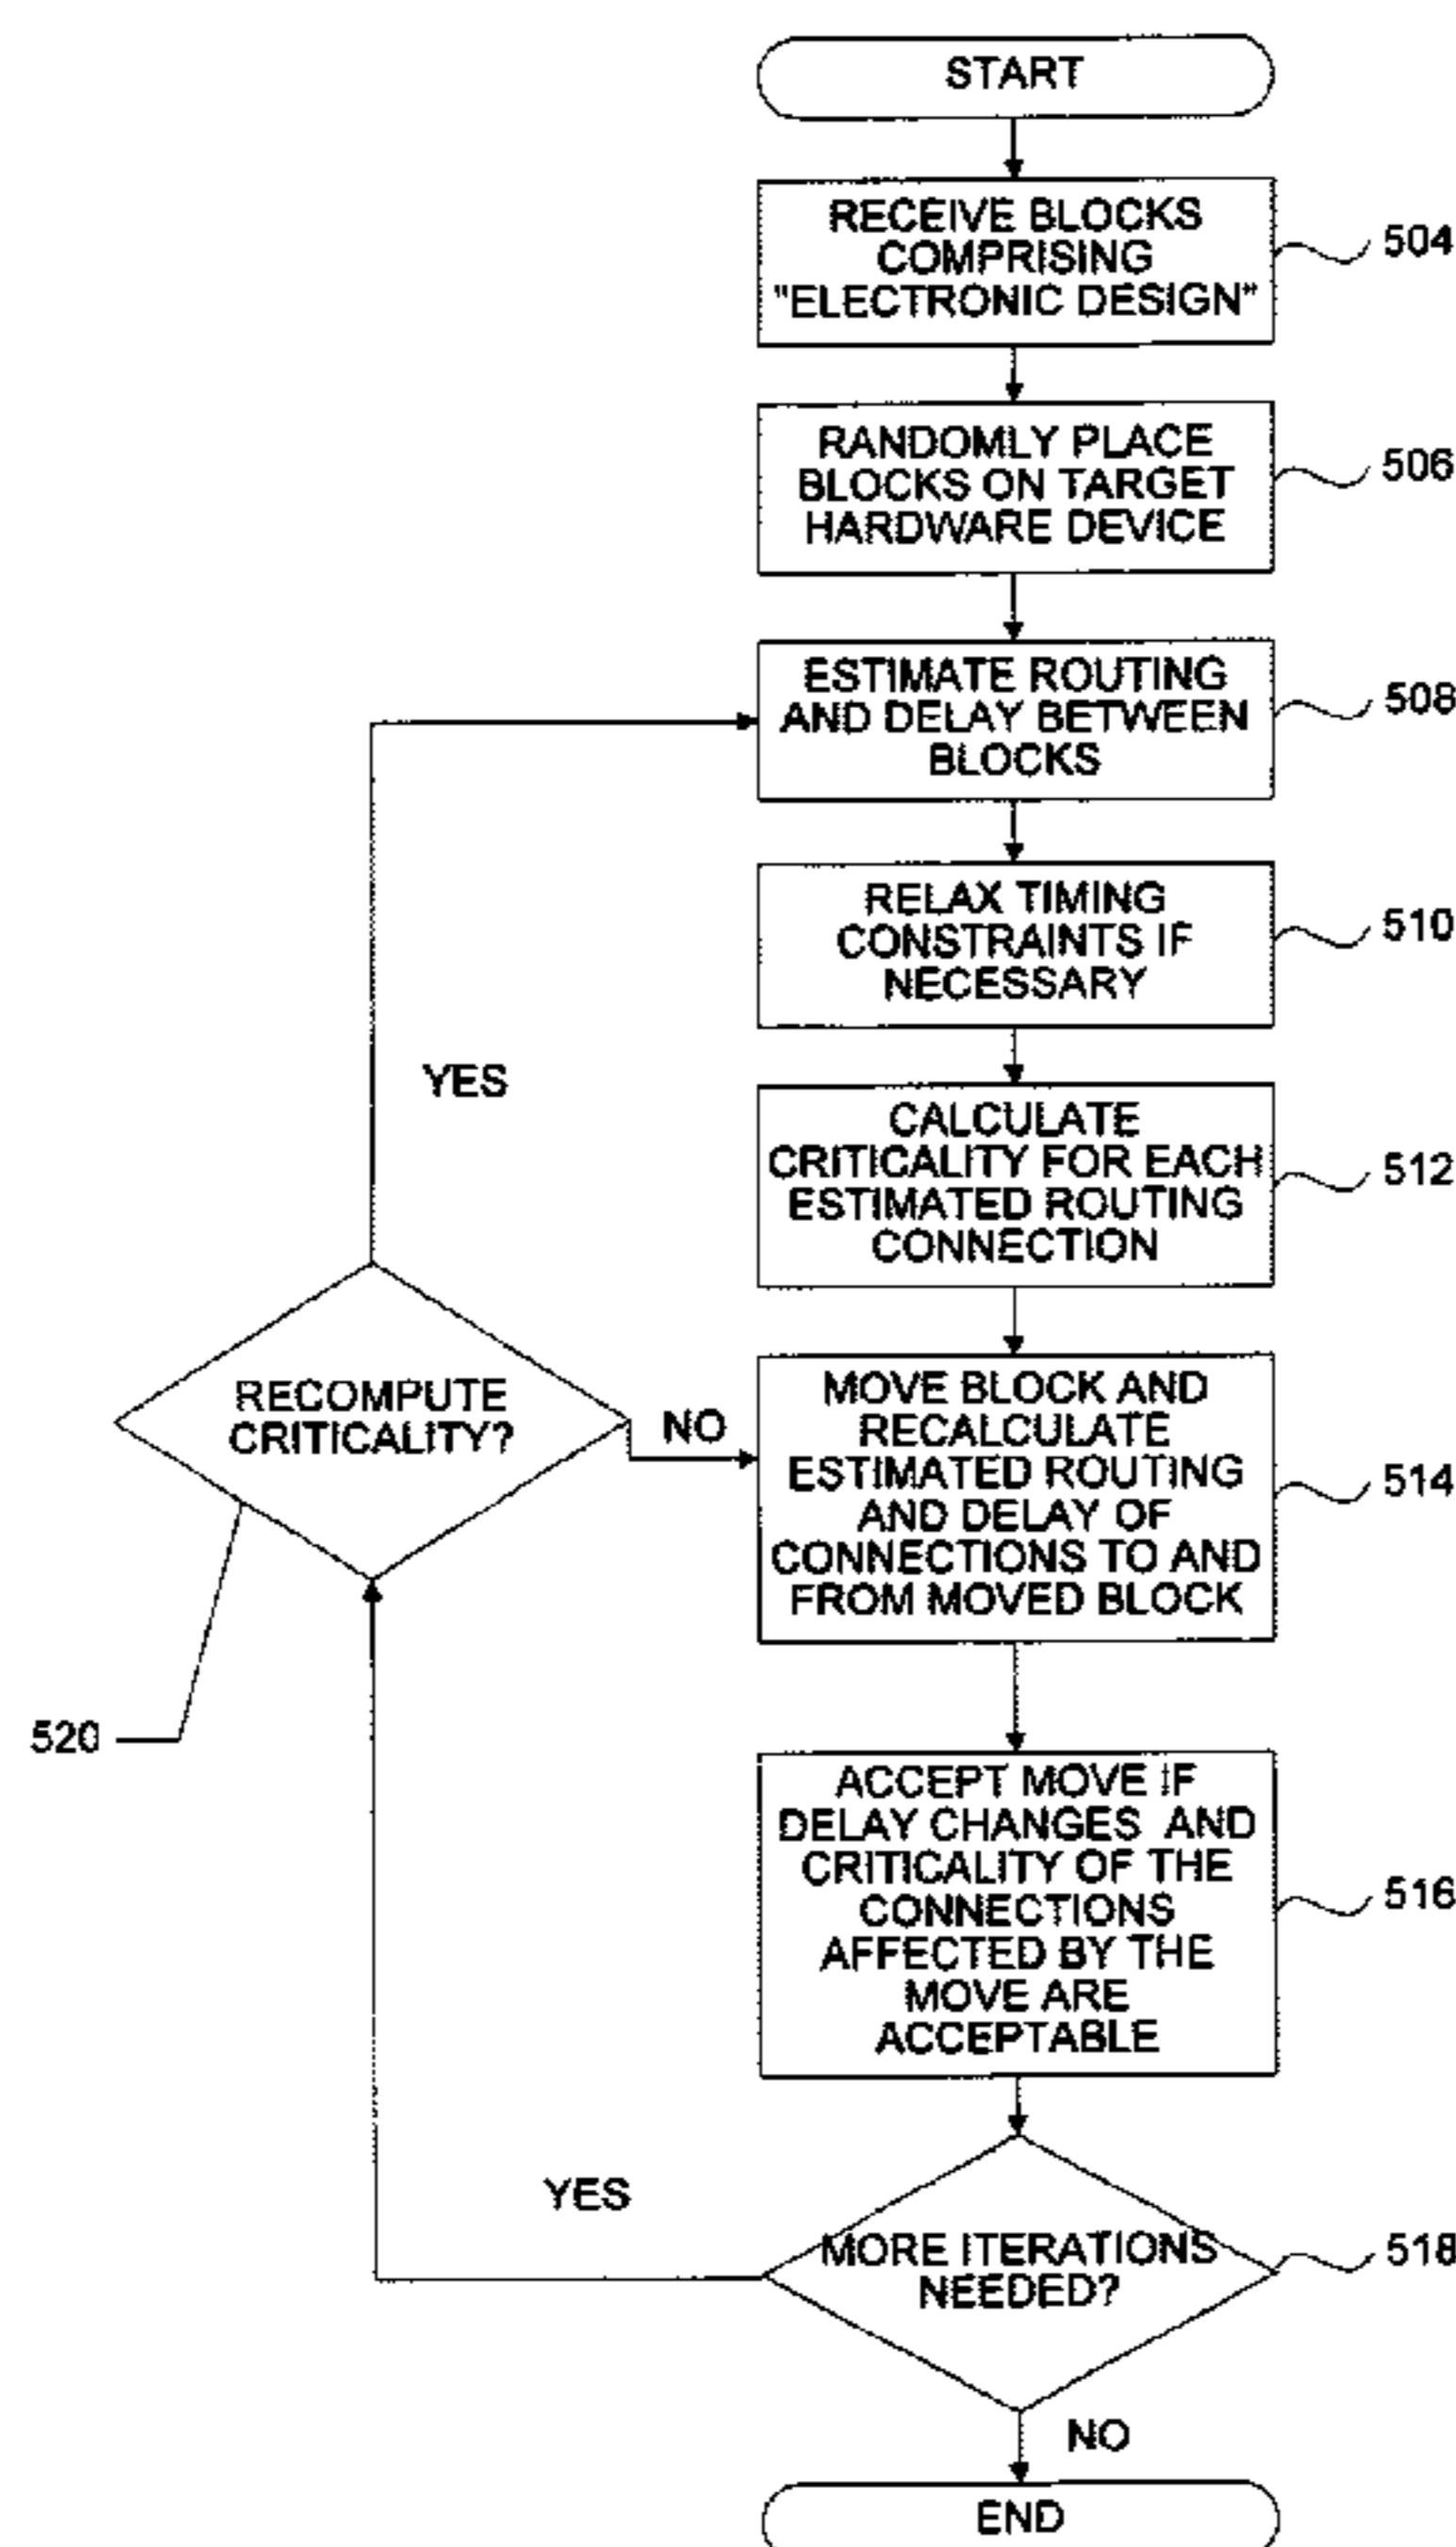 START
RECEIVE BLOCKS
COMPRISING
"ELECTRONIC DESIGN"
504
RANDOMLY PLACE
BLOCKS ON TARGET
HARDWARE DEVICE
506
ESTIMATE ROUTING
AND DELAY BETWEEN
BLOCKS
508
RELAX TIMING
CONSTRAINTS IF
NECESSARY
510
YES
CALCULATE
CRITICALITY FOR EACH
ESTIMATED ROUTING
CONNECTION
512
RECOMPUTE
CRITICALITY?
NO
MOVE BLOCK AND
RECALCULATE
ESTIMATED ROUTING
AND DELAY OF
CONNECTIONS TO AND
FROM MOVED BLOCK
514
520
ACCEPT MOVE IF
DELAY CHANGES AND
CRITICALITY OF THE
CONNECTIONS
AFFECTED BY THE
MOVE ARE
ACCEPTABLE
516
YES
MORE ITERATIONS
NEEDED?
518
NO
END